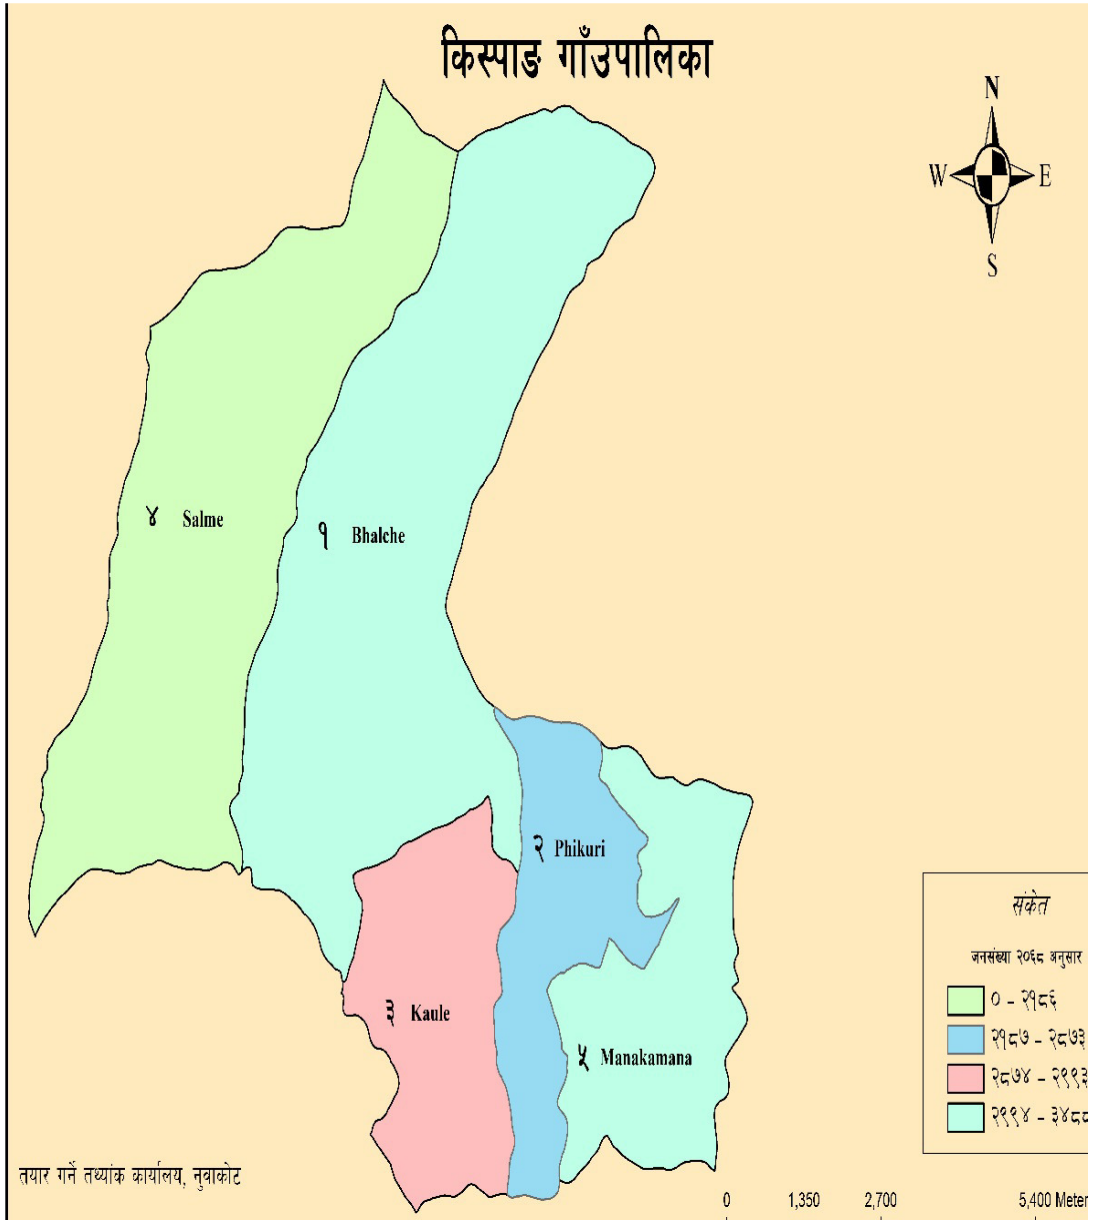 किस्पाङ गाँउपालिका
N
W E
S
४ Salme
१ Bhalche
२ Phikuri
३ Kaule
५ Manakamana
संकेत
जनसंख्या २०६८ अनुसार
० - २१८६
२१८७ - २८७३
२८७४ - २९९३
२९९४ - ३४८८
तयार गर्ने तथ्यांक कार्यालय, नुवाकोट
0 1,350 2,700 5,400 Meter